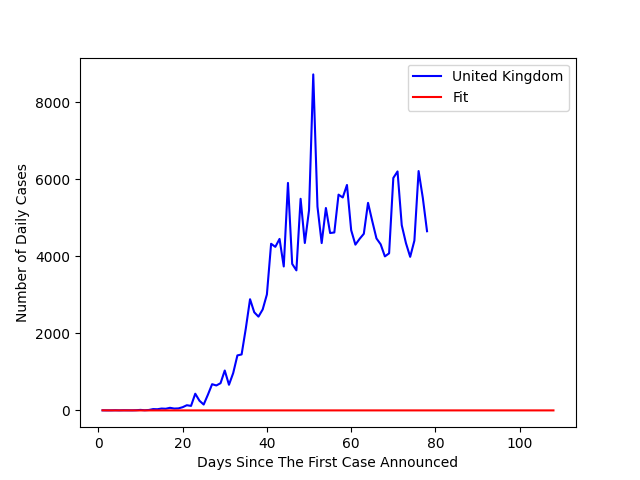 United Kingdom
Fit
Number of Daily Cases
8000
6000
4000
2000
0
0 20 40 60 80 100
Days Since The First Case Announced